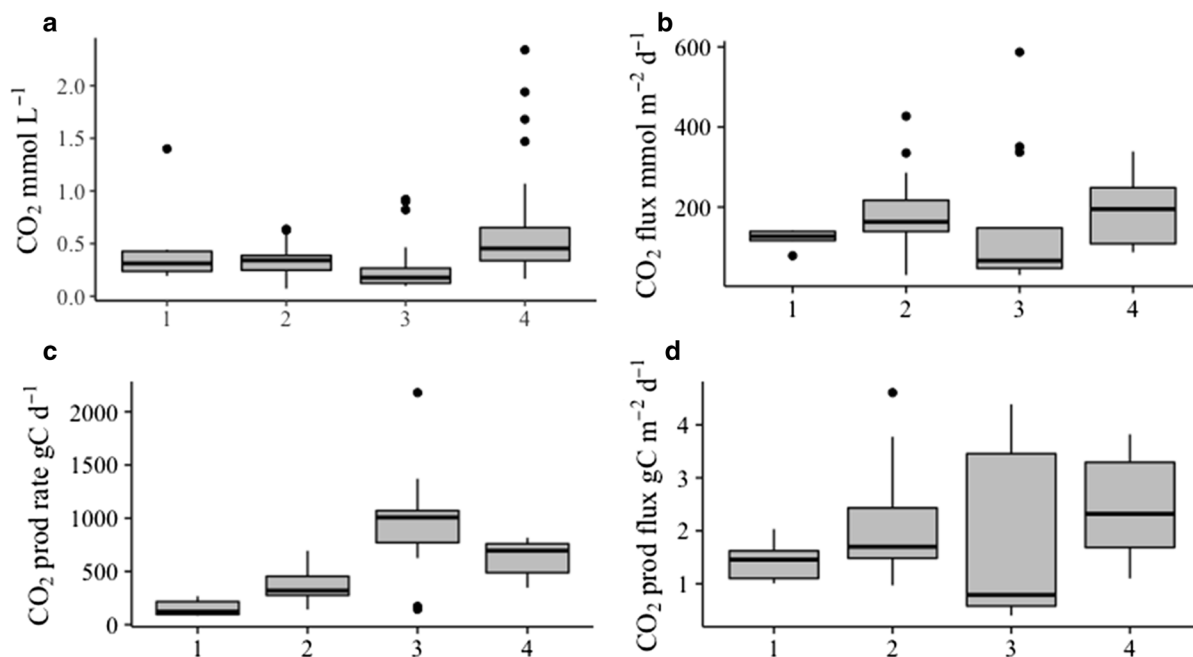 a
CO₂ mmol L⁻¹
2.0
1.5
1.0
0.5
0.0
1 2 3 4
b
CO₂ flux mmol m⁻² d⁻¹
600
400
200
1 2 3 4
c
CO₂ prod rate gC d⁻¹
2000
1500
1000
500
0
1 2 3 4
d
CO₂ prod flux gC m⁻² d⁻¹
4
3
2
1
1 2 3 4